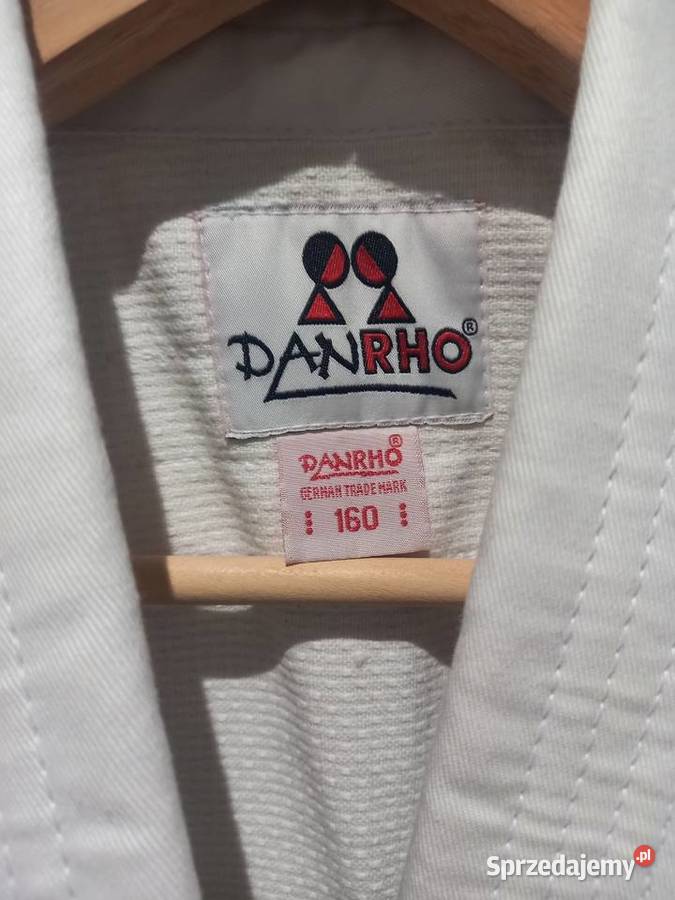 DANRHO®
DANRHO®
GERMAN TRADE MARK
160
Sprzedajemy.pl